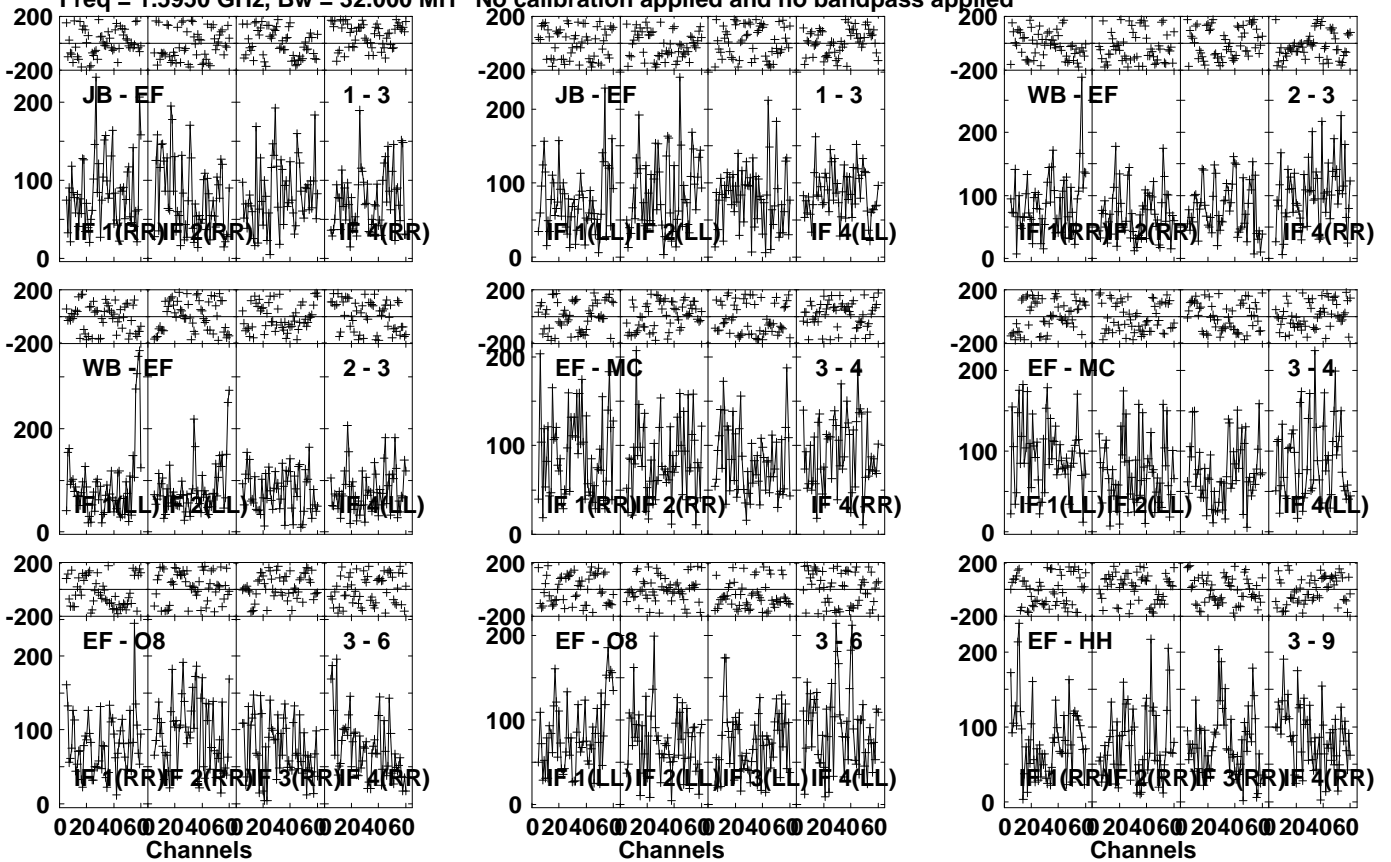 Freq = 1.5950 GHz, Bw = 32.000 MH No calibration applied and no bandpass applied
200
-200
JB - EF
1 - 3
200
100
0
IF 1(RR)
IF 2(RR)
IF 4(RR)
200
-200
JB - EF
1 - 3
200
100
0
IF 1(LL)
IF 2(LL)
IF 4(LL)
200
-200
WB - EF
2 - 3
200
100
0
IF 1(RR)
IF 2(RR)
IF 4(RR)
200
-200
WB - EF
2 - 3
200
0
IF 1(LL)
IF 2(LL)
IF 4(LL)
200
-200
EF - MC
3 - 4
200
100
0
IF 1(RR)
IF 2(RR)
IF 4(RR)
200
-200
EF - MC
3 - 4
200
100
0
IF 1(LL)
IF 2(LL)
IF 4(LL)
200
-200
EF - O8
3 - 6
200
100
0
IF 1(RR)
IF 2(RR)
IF 3(RR)
IF 4(RR)
0 20 40 60 0 20 40 60 0 20 40 60 0 20 40 60
Channels
200
-200
EF - O8
3 - 6
200
100
0
IF 1(LL)
IF 2(LL)
IF 3(LL)
IF 4(LL)
0 20 40 60 0 20 40 60 0 20 40 60 0 20 40 60
Channels
200
-200
EF - HH
3 - 9
200
100
0
IF 1(RR)
IF 2(RR)
IF 3(RR)
IF 4(RR)
0 20 40 60 0 20 40 60 0 20 40 60 0 20 40 60
Channels